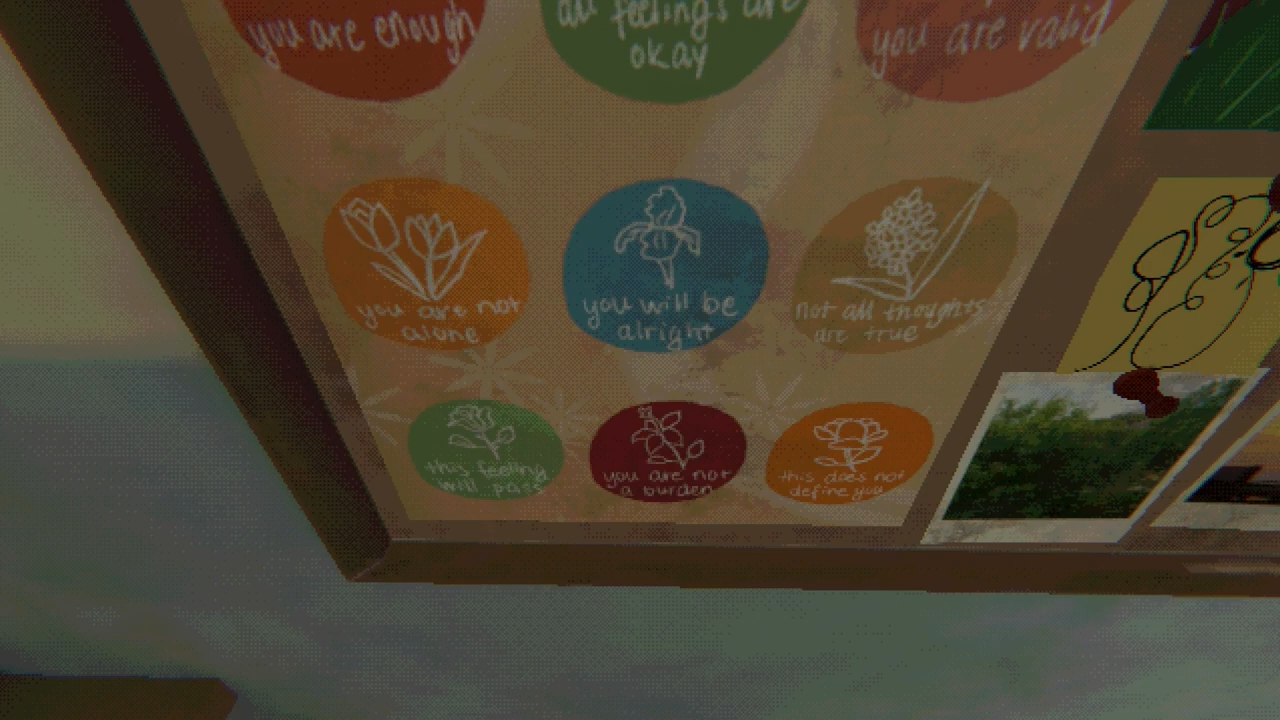 you are enough
all feelings are
okay
you are valid
you are not
alone
you will be
alright
not all thoughts
are true
this feeling
will pass
you are not
a burden
this does not
define you